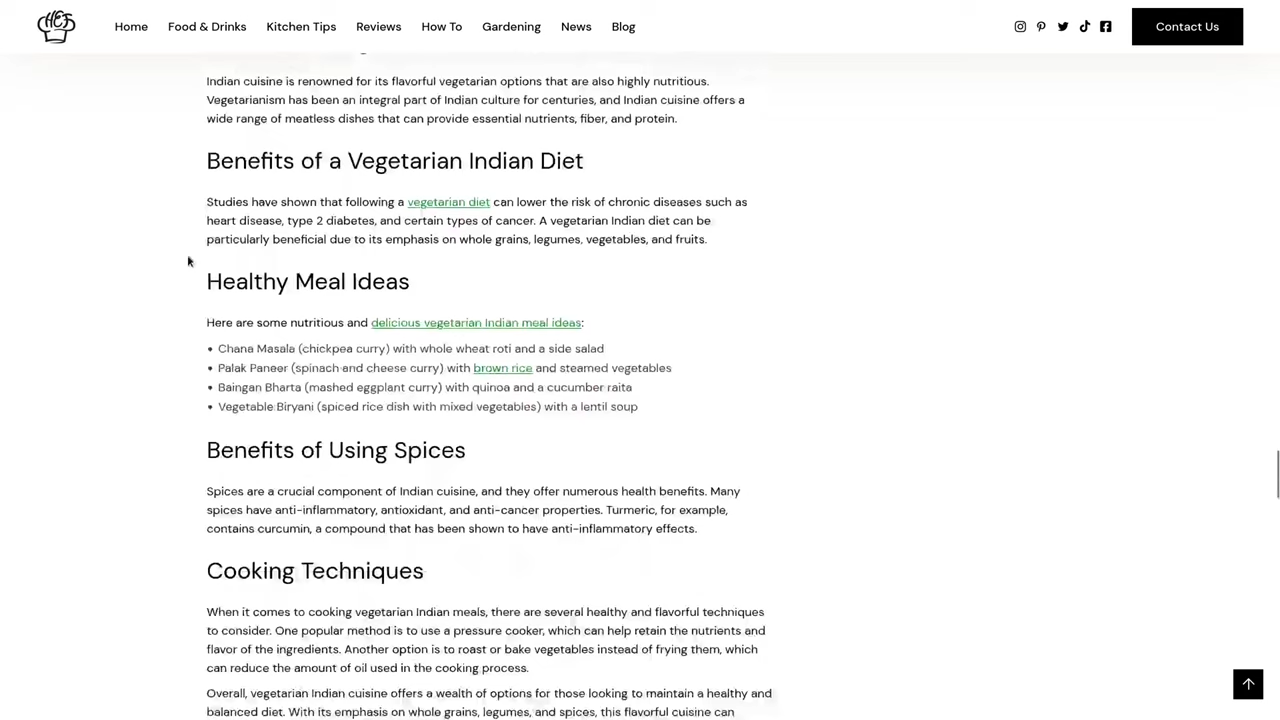 CHEF
Home Food & Drinks Kitchen Tips Reviews How To Gardening News Blog Contact Us
Indian cuisine is renowned for its flavorful vegetarian options that are also highly nutritious.
Vegetarianism has been an integral part of Indian culture for centuries, and Indian cuisine offers a
wide range of meatless dishes that can provide essential nutrients, fiber, and protein.
Benefits of a Vegetarian Indian Diet
Studies have shown that following a vegetarian diet can lower the risk of chronic diseases such as
heart disease, type 2 diabetes, and certain types of cancer. A vegetarian Indian diet can be
particularly beneficial due to its emphasis on whole grains, legumes, vegetables, and fruits.
Healthy Meal Ideas
Here are some nutritious and delicious vegetarian Indian meal ideas:
• Chana Masala (chickpea curry) with whole wheat roti and a side salad
• Palak Paneer (spinach and cheese curry) with brown rice and steamed vegetables
• Baingan Bharta (mashed eggplant curry) with quinoa and a cucumber raita
• Vegetable Biryani (spiced rice dish with mixed vegetables) with a lentil soup
Benefits of Using Spices
Spices are a crucial component of Indian cuisine, and they offer numerous health benefits. Many
spices have anti-inflammatory, antioxidant, and anti-cancer properties. Turmeric, for example,
contains curcumin, a compound that has been shown to have anti-inflammatory effects.
Cooking Techniques
When it comes to cooking vegetarian Indian meals, there are several healthy and flavorful techniques
to consider. One popular method is to use a pressure cooker, which can help retain the nutrients and
flavor of the ingredients. Another option is to roast or bake vegetables instead of frying them, which
can reduce the amount of oil used in the cooking process.
Overall, vegetarian Indian cuisine offers a wealth of options for those looking to maintain a healthy and
balanced diet. With its emphasis on whole grains, legumes, and spices, this flavorful cuisine can